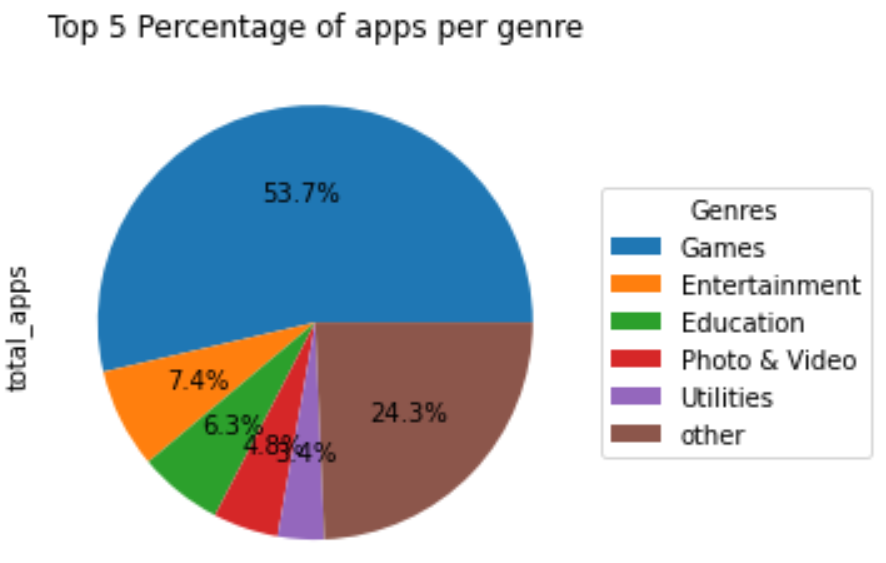 Top 5 Percentage of apps per genre
total_apps
53.7%
7.4%
6.3%
4.8%
3.4%
24.3%
Genres
Games
Entertainment
Education
Photo & Video
Utilities
other